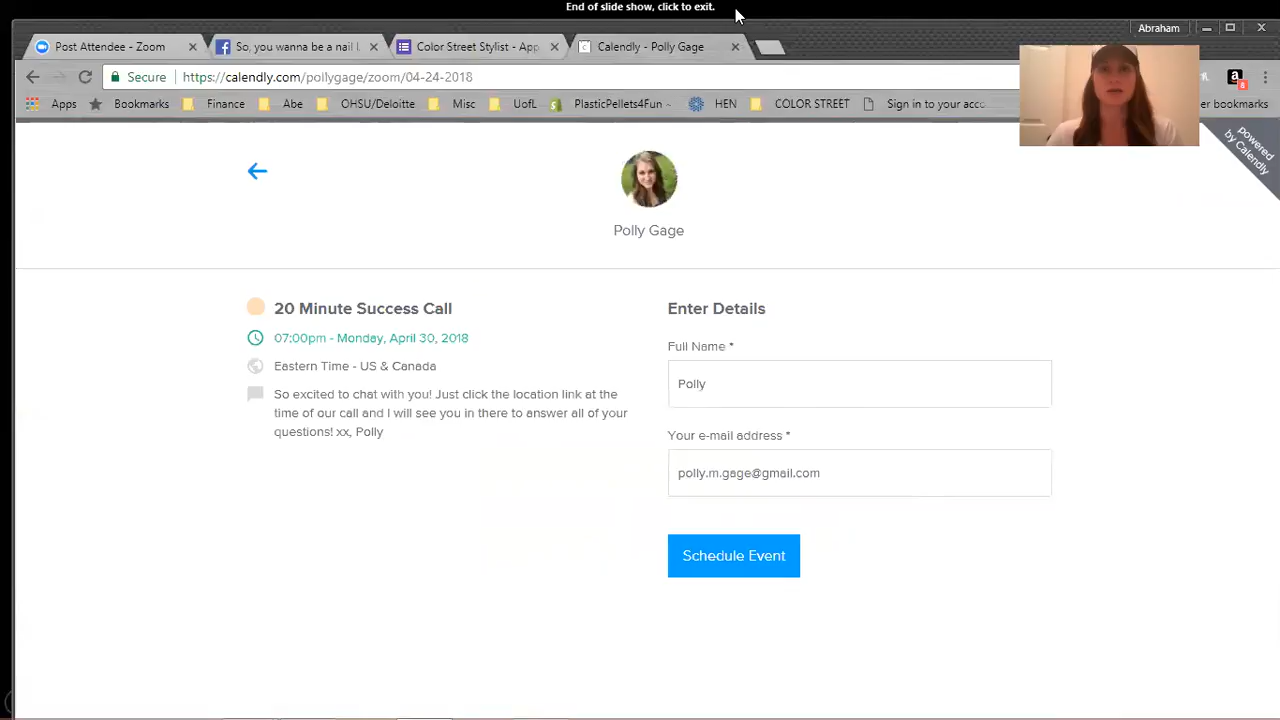 End of slide show, click to exit.
Abraham
Post Attendee - Zoom
So, you wanna be a nail
Color Street Stylist - App
Calendly - Polly Gage
Secure
https://calendly.com/pollygage/zoom/04-24-2018
8
Apps
Bookmarks
Finance
Abe
OHSU/Deloitte
Misc
UofL
PlasticPellets4Fun ~
HEN
COLOR STREET
Sign in to your acco
er bookmarks
powered
by Calendly
Polly Gage
20 Minute Success Call
07:00pm - Monday, April 30, 2018
Eastern Time - US & Canada
So excited to chat with you! Just click the location link at the
time of our call and I will see you in there to answer all of your
questions! xx, Polly
Enter Details
Full Name *
Polly
Your e-mail address *
polly.m.gage@gmail.com
Schedule Event